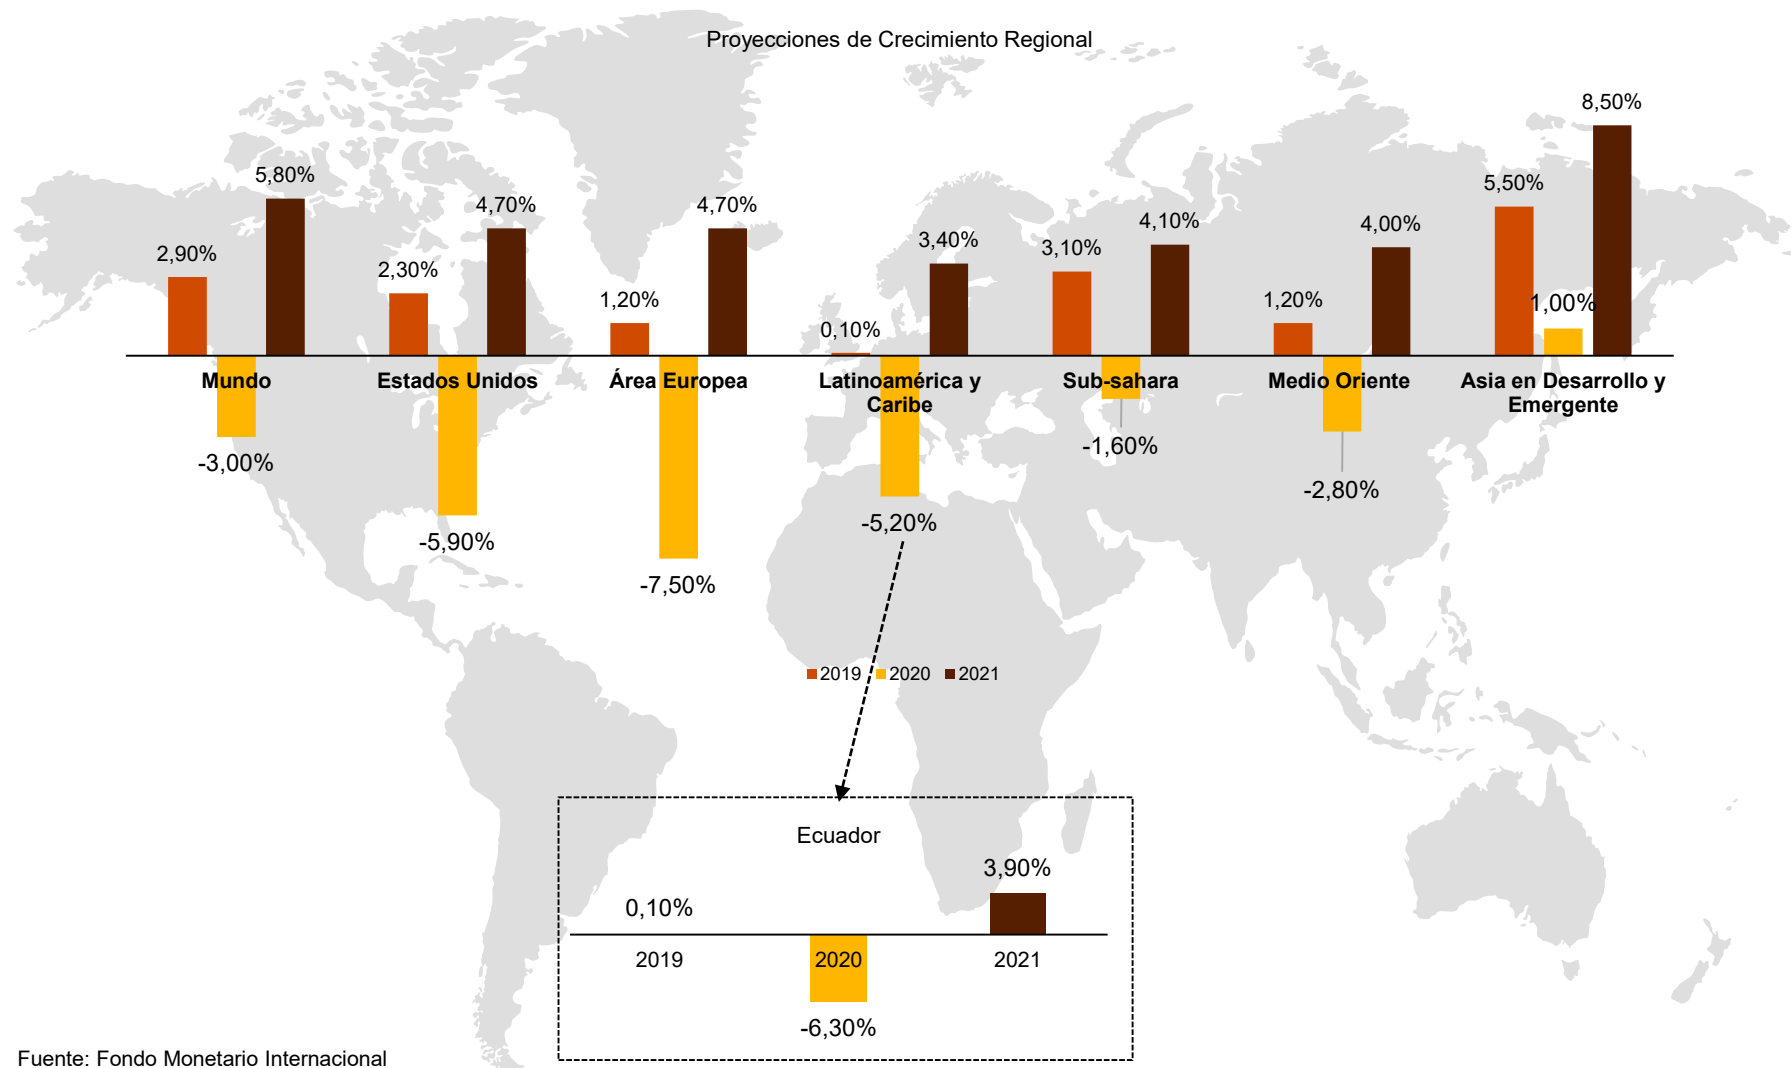 Proyecciones de Crecimiento Regional
2,90%
5,80%
2,30%
4,70%
1,20%
4,70%
0,10%
3,40%
3,10%
4,10%
1,20%
4,00%
5,50%
1,00%
8,50%
Mundo
Estados Unidos
Área Europea
Latinoamérica y
Caribe
Sub-sahara
Medio Oriente
Asia en Desarrollo y
Emergente
-3,00%
-5,90%
-7,50%
-5,20%
-1,60%
-2,80%
2019 2020 2021
Ecuador
0,10%
3,90%
2019 2020 2021
-6,30%
Fuente: Fondo Monetario Internacional